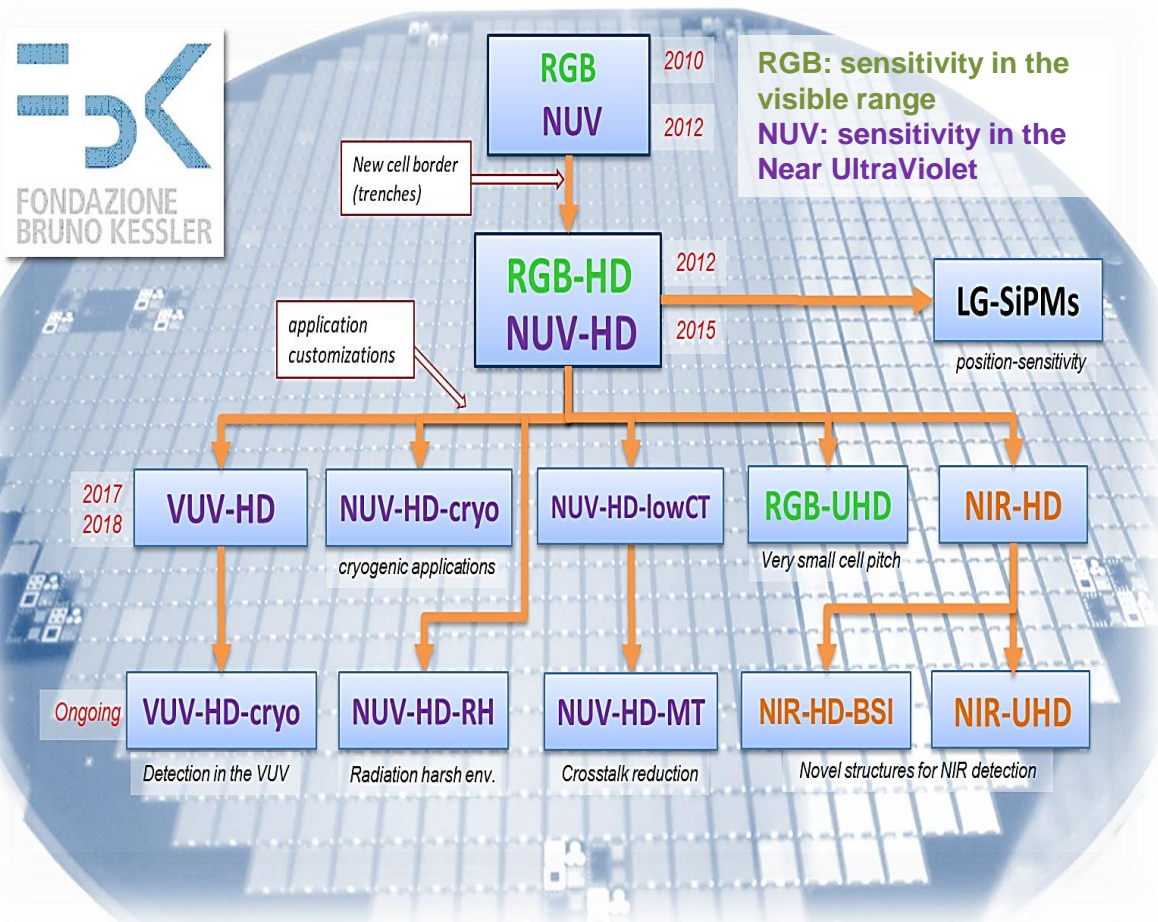 FBK
FONDAZIONE
BRUNO KESSLER
RGB
NUV
2010
2012
RGB: sensitivity in the
visible range
NUV: sensitivity in the
Near UltraViolet
New cell border
(trenches)
RGB-HD
NUV-HD
2012
2015
LG-SiPMs
position-sensitivity
application
customizations
2017
2018
VUV-HD
NUV-HD-cryo
cryogenic applications
NUV-HD-lowCT
RGB-UHD
Very small cell pitch
NIR-HD
Ongoing
VUV-HD-cryo
Detection in the VUV
NUV-HD-RH
Radiation harsh env.
NUV-HD-MT
Crosstalk reduction
NIR-HD-BSI
NIR-UHD
Novel structures for NIR detection